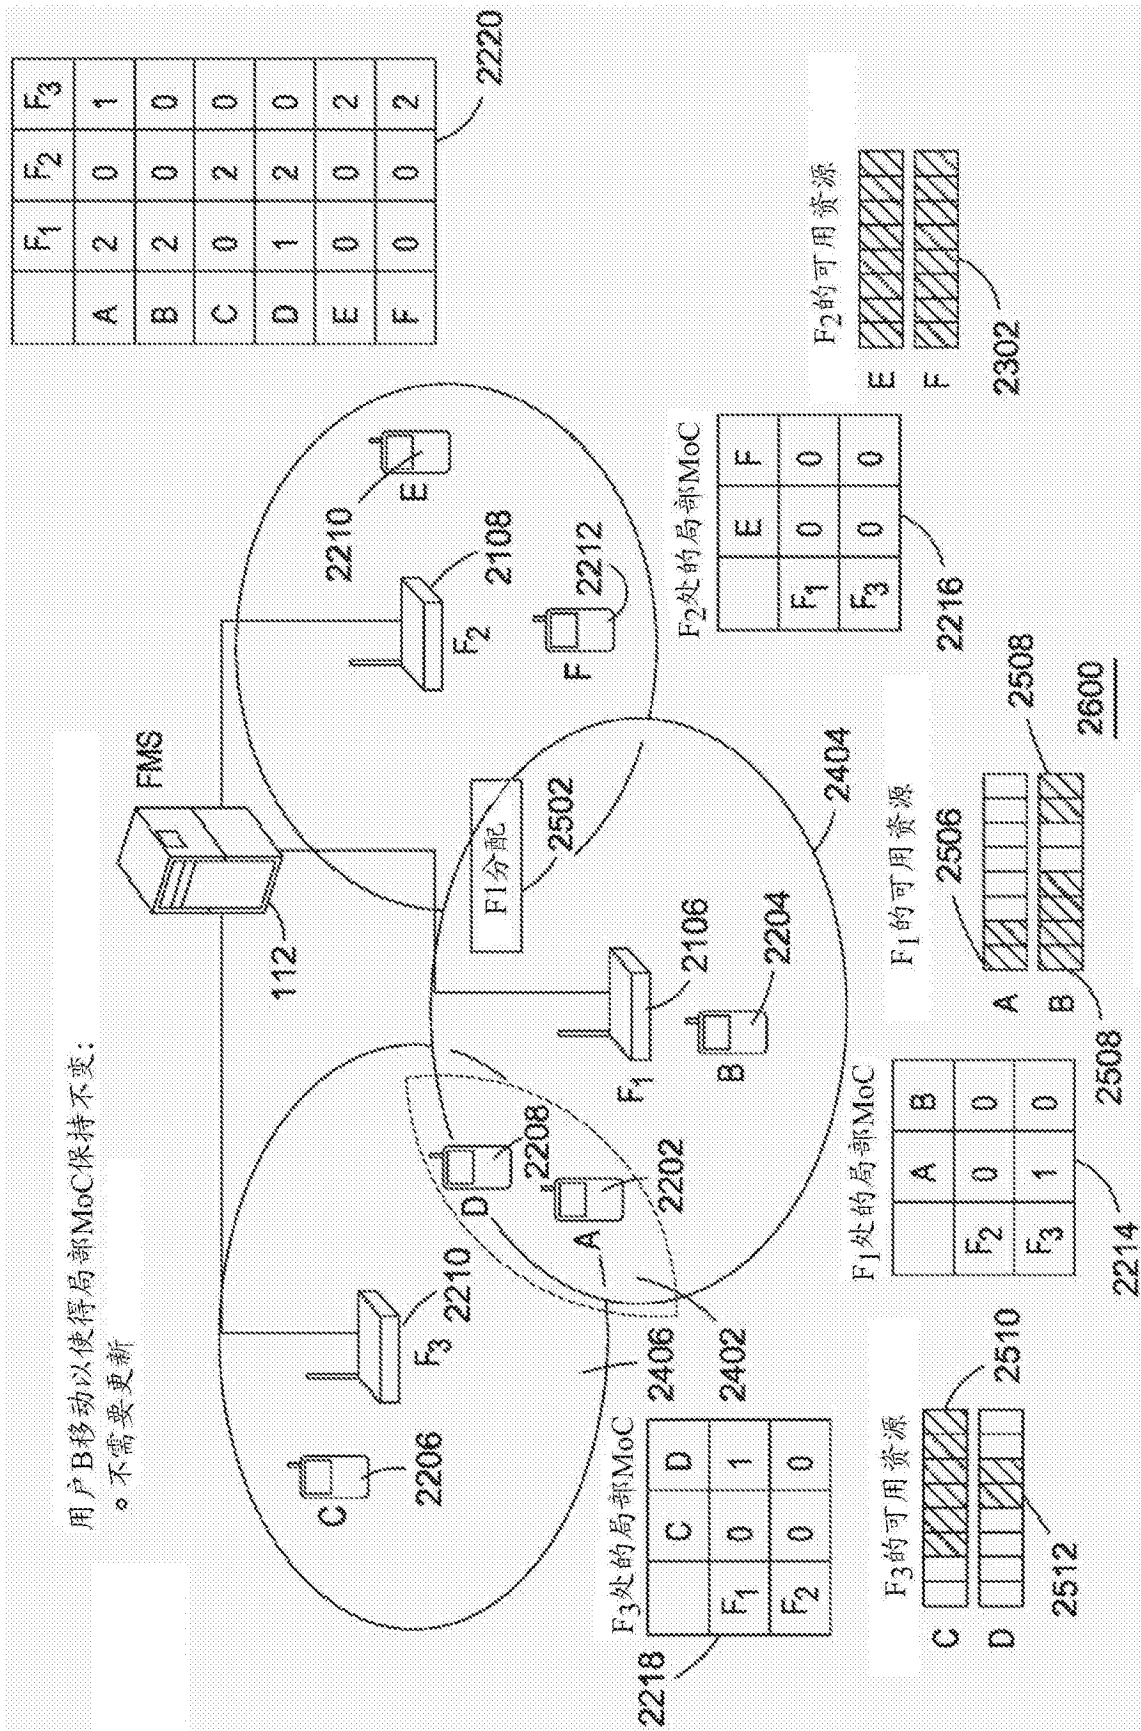 用户B移动以使得局部MoC保持不变:
。不需要更新
FMS
112
F1 F2 F3
A 2 0 1
B 2 0 0
C 0 2 0
D 1 2 0
E 0 0 2
F 0 0 2
2220
C
2206
F3
2210
D
2208
A
2202
2406
2402
F1分配
2502
F1
2106
B
2204
2404
2210
E
F2
2108
F
2212
F3处的局部MoC
C D
F1 0 1
F2 0 0
2218
F3的可用资源
C
D
2510
2512
F1处的局部MoC
A B
F2 0 0
F3 1 0
2214
F1的可用资源
A
B
2506
2508
2508
F2处的局部MoC
E F
F1 0 0
F3 0 0
2216
F2的可用资源
E
F
2302
2600